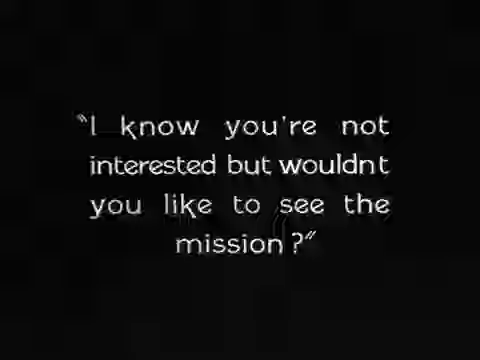 "I know you're not
interested but wouldnt
you like to see the
mission?"